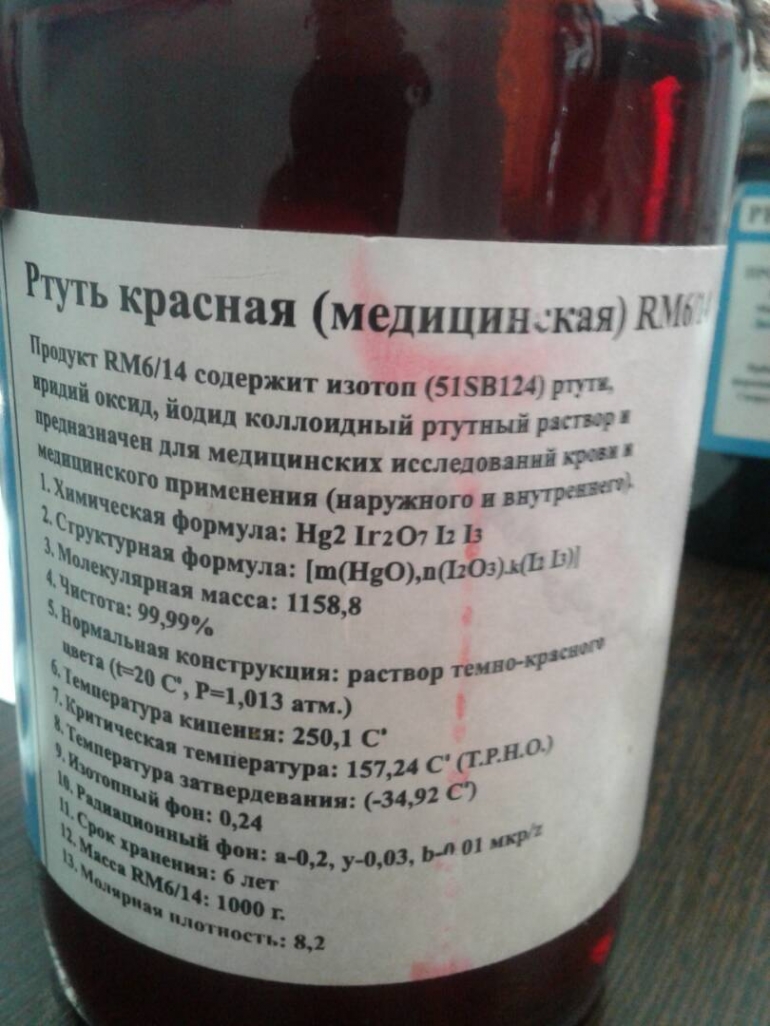 Ртуть красная (медицинская) RM6/14
Продукт RM6/14 содержит изотоп (51SB124) ртути,
иридий оксид, йодид коллоидный ртутный раствор и
предназначен для медицинских исследований крови и
медицинского применения (наружного и внутреннего).
1. Химическая формула: Hg2 Ir2O7 I2 I3
2. Структурная формула: [m(HgO),n(I2O3).k(I2 I3)]
3. Молекулярная масса: 1158,8
4. Чистота: 99,99%
5. Нормальная конструкция: раствор темно-красного
цвета (t=20 C', P=1,013 атм.)
6. Температура кипения: 250,1 C'
7. Критическая температура: 157,24 C' (Т.Р.Н.О.)
8. Температура затвердевания: (-34,92 C')
9. Изотопный фон: 0,24
10. Радиационный фон: a-0,2, y-0,03, b-0,01 мкр/z
11. Срок хранения: 6 лет
12. Масса RM6/14: 1000 г.
13. Молярная плотность: 8,2